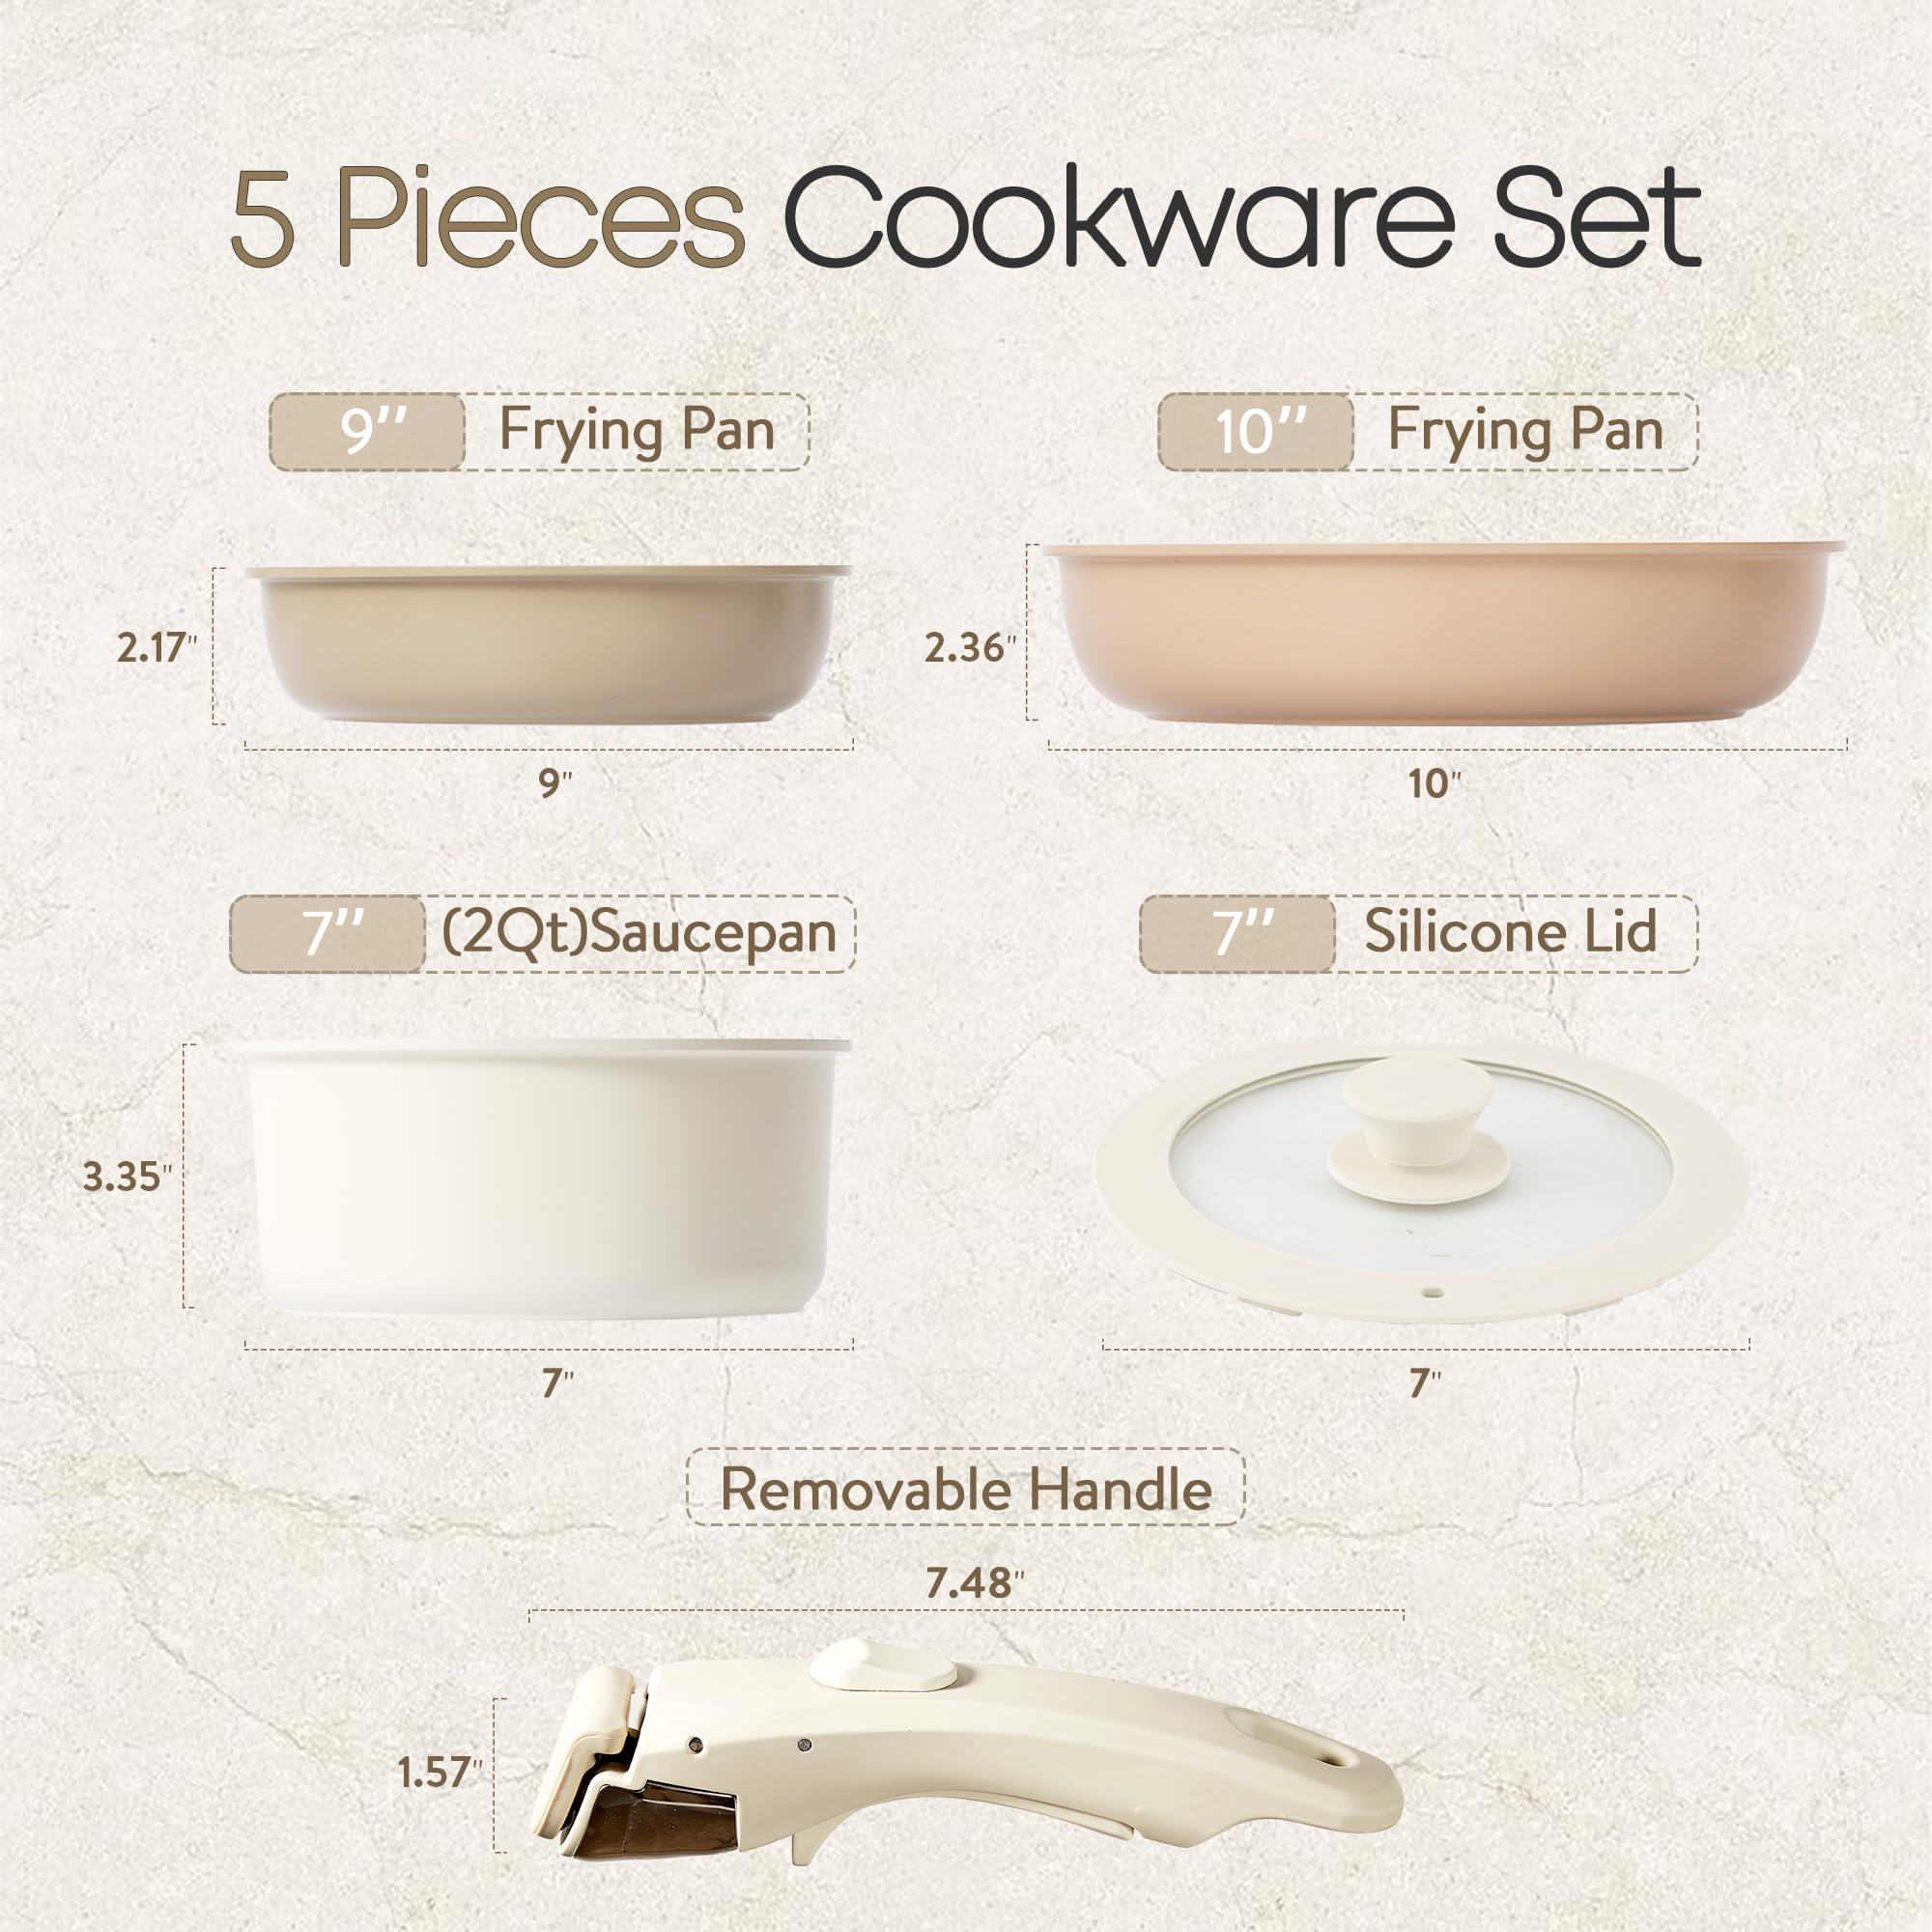 5 Pieces Cookware Set
9" Frying Pan
10" Frying Pan
2.17"
9"
2.36"
10"
7" (2Qt)Saucepan
7" Silicone Lid
3.35"
7"
7"
Removable Handle
7.48"
1.57"